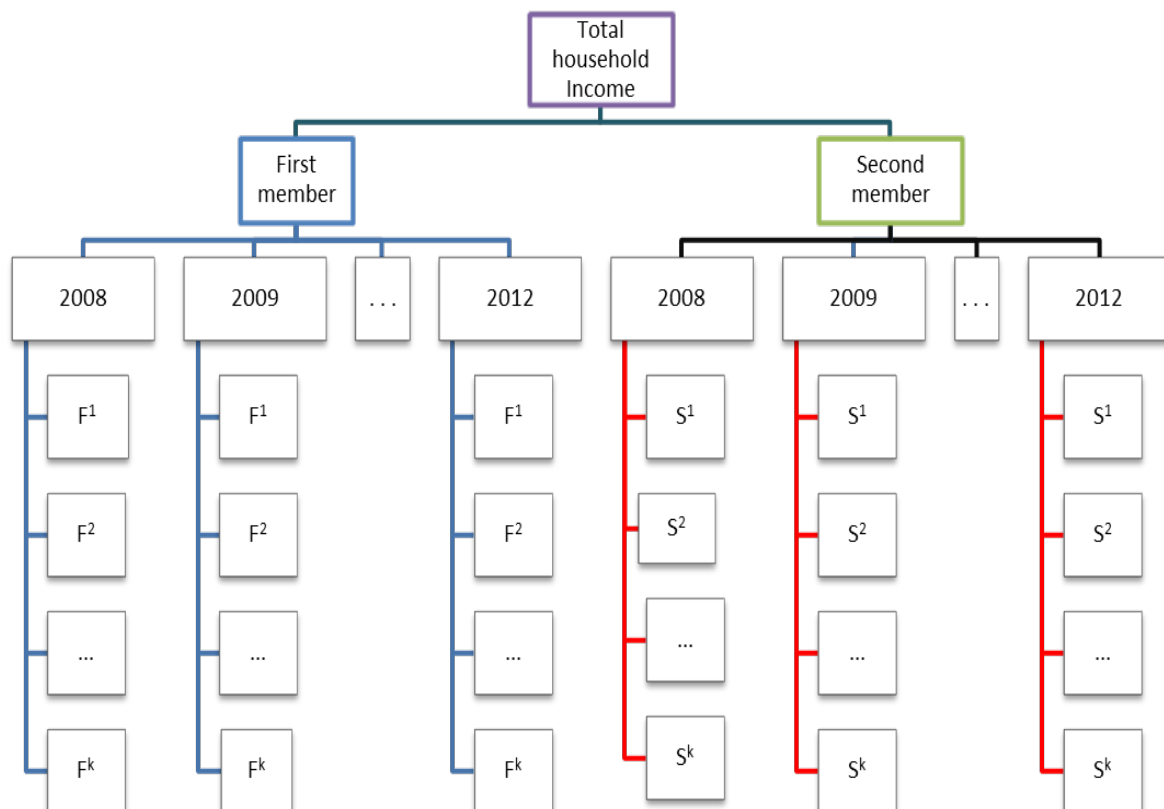 Total
household
Income
First
member
Second
member
2008
2009
. . .
2012
2008
2009
. . .
2012
F¹
F¹
F¹
S¹
S¹
S¹
F²
F²
F²
S²
S²
S²
...
...
...
...
...
...
Fᵏ
Fᵏ
Fᵏ
Sᵏ
Sᵏ
Sᵏ